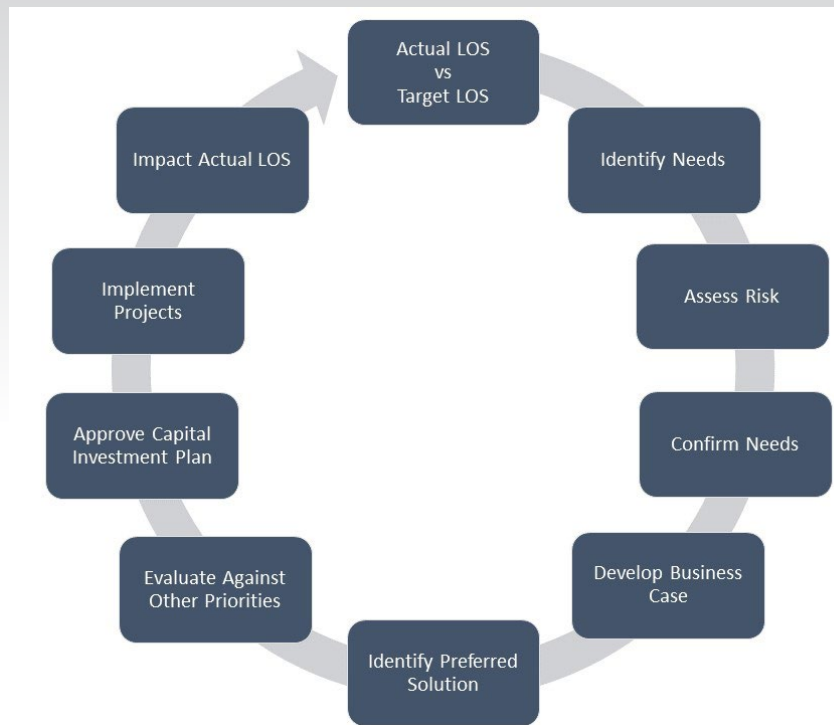 Actual LOS
vs
Target LOS
Identify Needs
Assess Risk
Confirm Needs
Develop Business
Case
Identify Preferred
Solution
Evaluate Against
Other Priorities
Approve Capital
Investment Plan
Implement
Projects
Impact Actual LOS